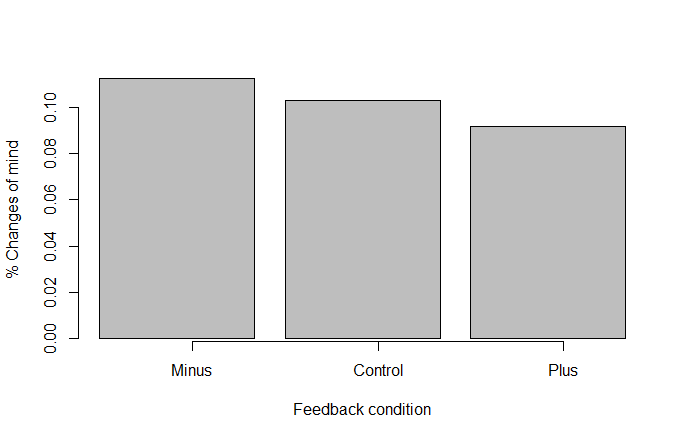 % Changes of mind
0.10
0.08
0.06
0.04
0.02
0.00
Minus Control Plus
Feedback condition